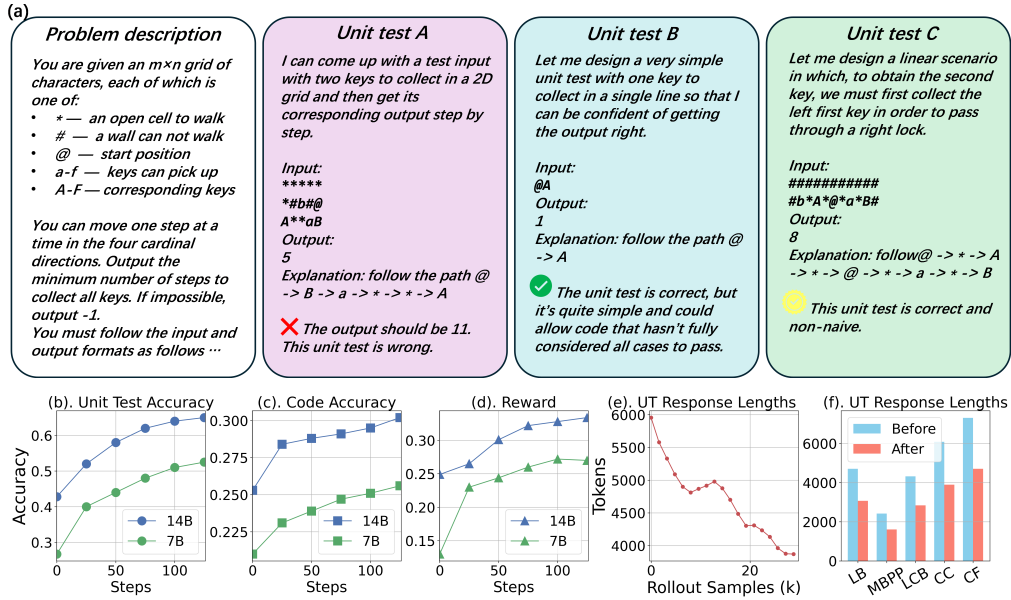 (a)
Problem description
You are given an m×n grid of
characters, each of which is
one of:
• * — an open cell to walk
• # — a wall can not walk
• @ — start position
• a-f — keys can pick up
• A-F — corresponding keys
You can move one step at a
time in the four cardinal
directions. Output the
minimum number of steps to
collect all keys. If impossible,
output -1.
You must follow the input and
output formats as follows ···
Unit test A
I can come up with a test input
with two keys to collect in a 2D
grid and then get its
corresponding output step by
step.
Input:
*****
*#b#@
A**aB
Output:
5
Explanation: follow the path @
-> B -> a -> * -> * -> A
The output should be 11.
This unit test is wrong.
Unit test B
Let me design a very simple
unit test with one key to
collect in a single line so that I
can be confident of getting
the output right.
Input:
@A
Output:
1
Explanation: follow the path @
-> A
The unit test is correct, but
it's quite simple and could
allow code that hasn't fully
considered all cases to pass.
Unit test C
Let me design a linear scenario
in which, to obtain the second
key, we must first collect the
left first key in order to pass
through a right lock.
Input:
###########
#b*A*@*a*B#
Output:
8
Explanation: follow@ -> * -> A
-> * -> @ -> * -> a -> * -> B
This unit test is correct and
non-naive.
(b). Unit Test Accuracy
Accuracy
0.6
0.5
0.4
0.3
14B
7B
0
50
100
Steps
(c). Code Accuracy
0.300
0.275
0.250
0.225
14B
7B
0
50
100
Steps
(d). Reward
0.30
0.25
0.20
0.15
14B
7B
0
50
100
Steps
(e). UT Response Lengths
Tokens
6000
5500
5000
4500
4000
0
10
20
Rollout Samples (k)
(f). UT Response Lengths
Before
After
6000
4000
2000
0
LB
MBPP
LCB
CC
CF